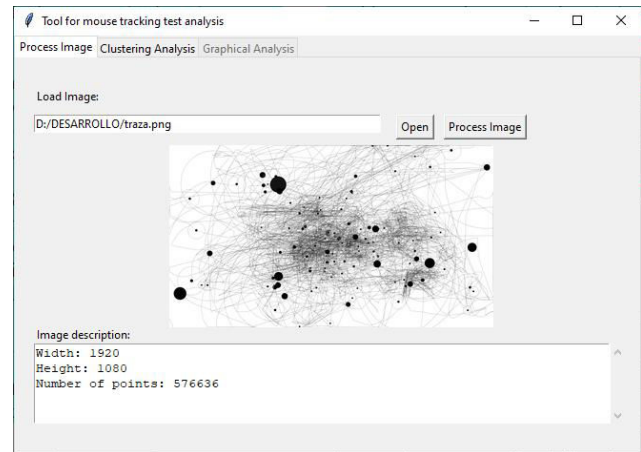 Tool for mouse tracking test analysis
Process Image Clustering Analysis Graphical Analysis
Load Image:
D:/DESARROLLO/traza.png Open Process Image
Image description:
Width: 1920
Height: 1080
Number of points: 576636